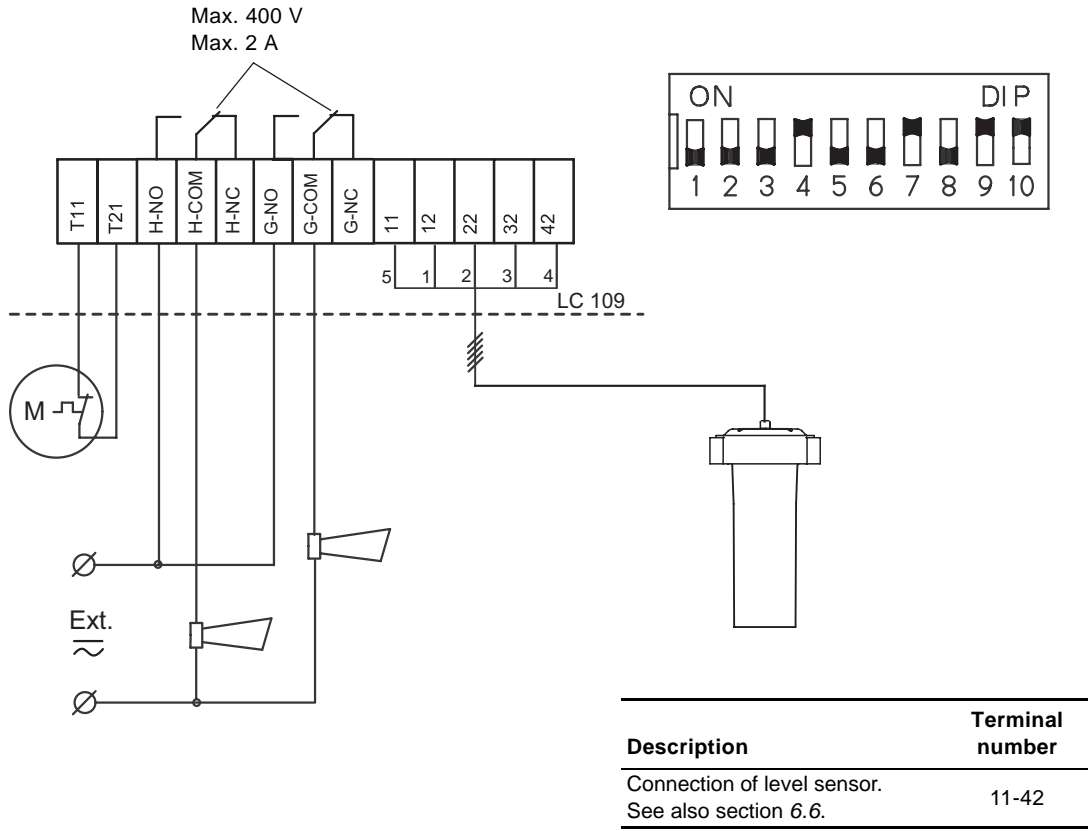 Max. 400 V
Max. 2 A
ON DIP
1 2 3 4 5 6 7 8 9 10
T11 T21 H-NO H-COM H-NC G-NO G-COM G-NC 11 12 22 32 42
5 1 2 3 4
LC 109
M
Ext.
Description Terminal number
Connection of level sensor.
See also section 6.6.
11-42